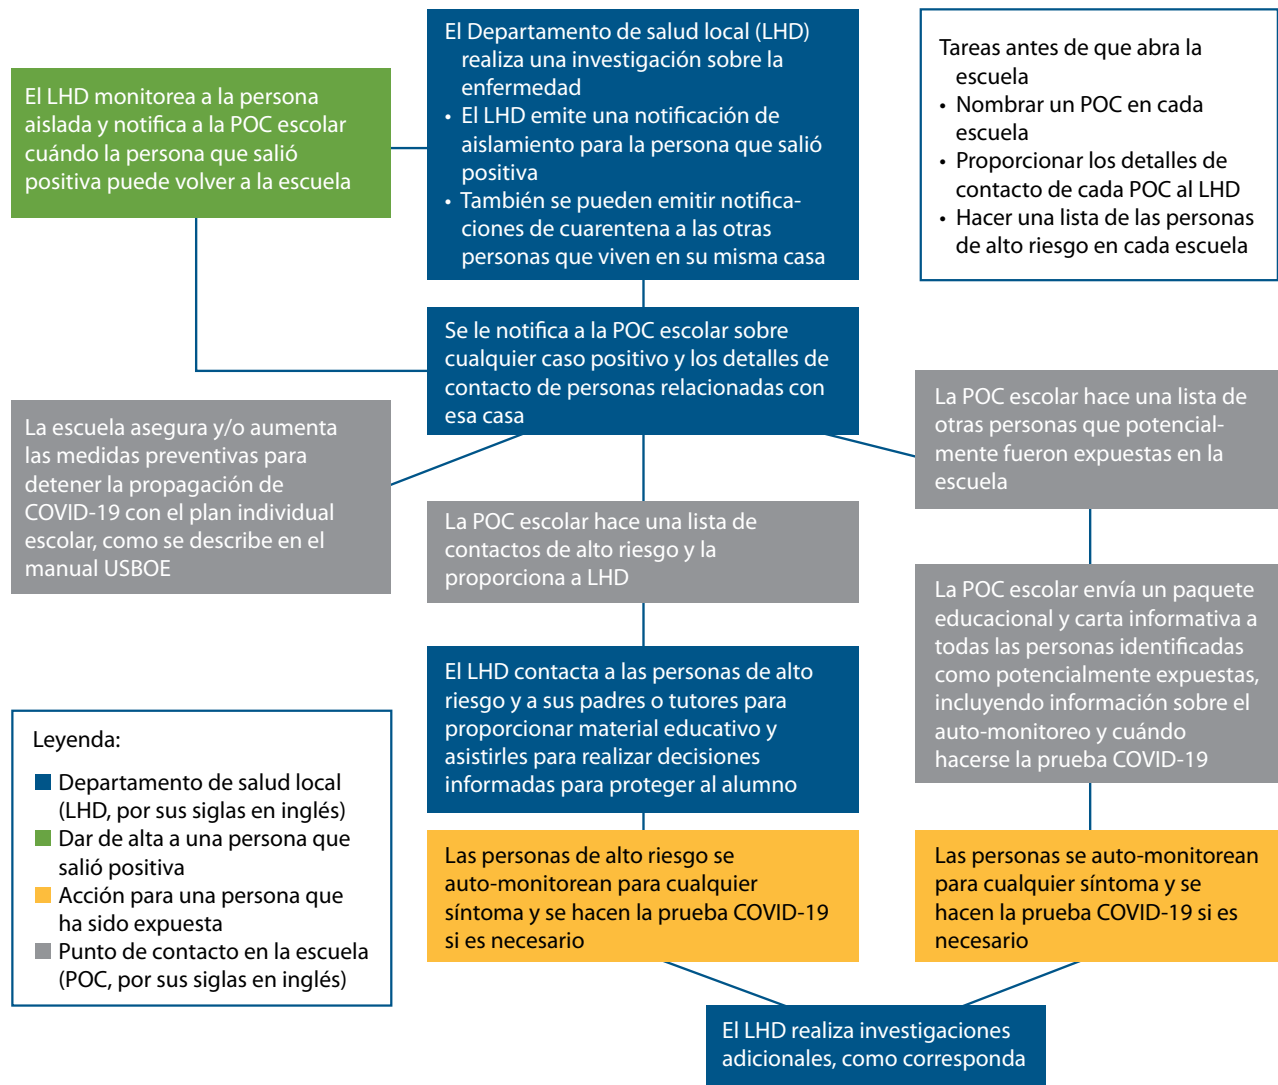 El LHD monitorea a la persona
aislada y notifica a la POC escolar
cuándo la persona que salió
positiva puede volver a la escuela
El Departamento de salud local (LHD)
realiza una investigación sobre la
enfermedad
• El LHD emite una notificación de
aislamiento para la persona que salió
positiva
• También se pueden emitir notifica-
ciones de cuarentena a las otras
personas que viven en su misma casa
Tareas antes de que abra la
escuela
• Nombrar un POC en cada
escuela
• Proporcionar los detalles de
contacto de cada POC al LHD
• Hacer una lista de las personas
de alto riesgo en cada escuela
Se le notifica a la POC escolar sobre
cualquier caso positivo y los detalles de
contacto de personas relacionadas con
esa casa
La escuela asegura y/o aumenta
las medidas preventivas para
detener la propagación de
COVID-19 con el plan individual
escolar, como se describe en el
manual USBOE
La POC escolar hace una lista de
contactos de alto riesgo y la
proporciona a LHD
La POC escolar hace una lista de
otras personas que potencial-
mente fueron expuestas en la
escuela
El LHD contacta a las personas de alto
riesgo y a sus padres o tutores para
proporcionar material educativo y
asistirles para realizar decisiones
informadas para proteger al alumno
La POC escolar envía un paquete
educacional y carta informativa a
todas las personas identificadas
como potencialmente expuestas,
incluyendo información sobre el
auto-monitoreo y cuándo
hacerse la prueba COVID-19
Leyenda:
Departamento de salud local
(LHD, por sus siglas en inglés)
Dar de alta a una persona que
salió positiva
Acción para una persona que
ha sido expuesta
Punto de contacto en la escuela
(POC, por sus siglas en inglés)
Las personas de alto riesgo se
auto-monitorean para cualquier
síntoma y se hacen la prueba COVID-19
si es necesario
Las personas se auto-monitorean
para cualquier síntoma y se
hacen la prueba COVID-19 si es
necesario
El LHD realiza investigaciones
adicionales, como corresponda